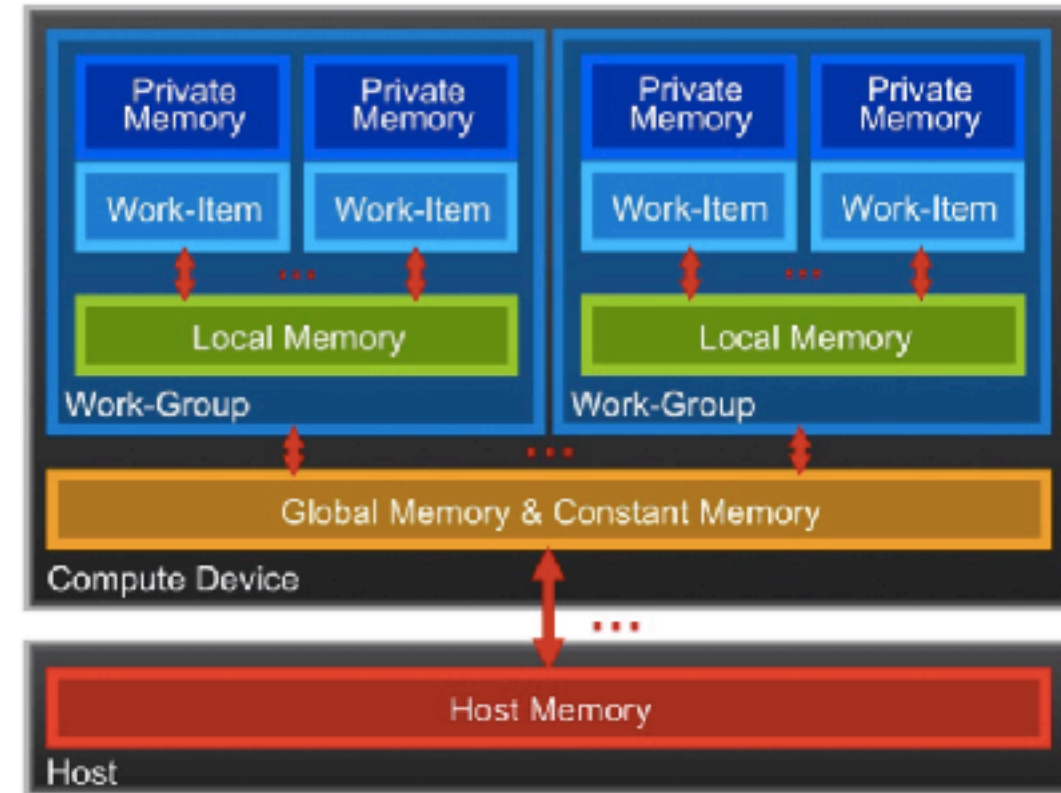 Private
Memory
Private
Memory
Private
Memory
Private
Memory
Work-Item
Work-Item
Work-Item
Work-Item
...
...
Local Memory
Local Memory
Work-Group
Work-Group
...
Global Memory & Constant Memory
Compute Device
...
Host Memory
Host